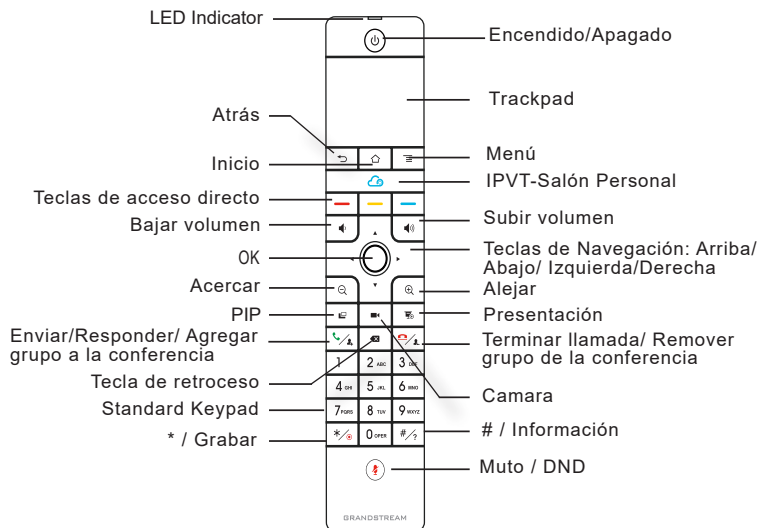 LED Indicator
Encendido/Apagado
Trackpad
Atrás
Menú
Inicio
IPVT-Salón Personal
Teclas de acceso directo
Subir volumen
Bajar volumen
OK
Teclas de Navegación: Arriba/
Abajo/ Izquierda/Derecha
Acercar
Alejar
PIP
Presentación
Enviar/Responder/ Agregar
grupo a la conferencia
Terminar llamada/ Remover
grupo de la conferencia
1 2 ABC 3 DEF
Tecla de retroceso
4 GHI 5 JKL 6 MNO
Camara
Standard Keypad
7 PQRS 8 TUV 9 WXYZ
* / Grabar
*/ 0 OPER #/?
# / Información
Muto / DND
GRANDSTREAM